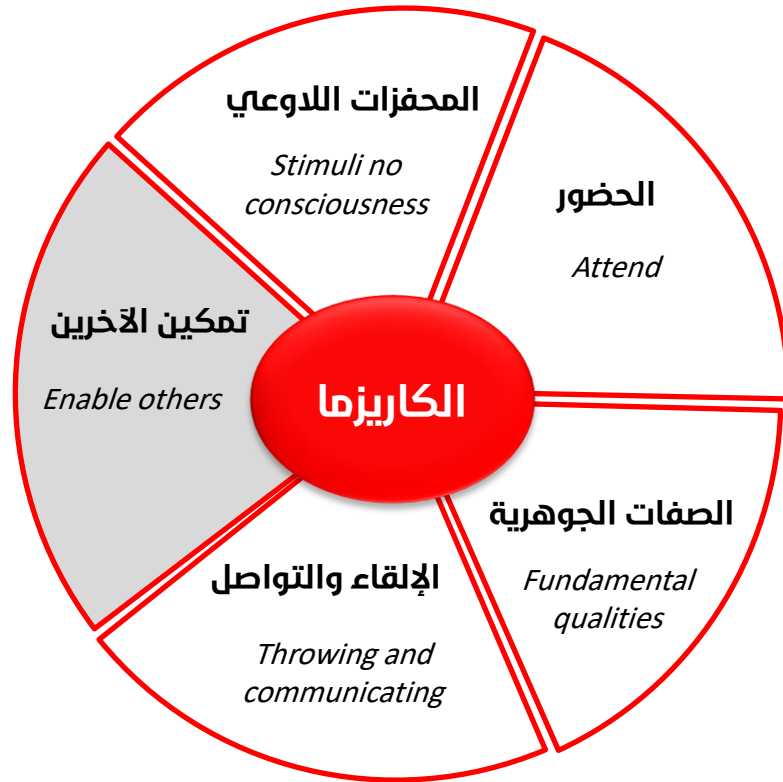 المحفزات اللاوعي
Stimuli no
consciousness
الحضور
Attend
تمكين الآخرين
Enable others
الكاريزما
الصفات الجوهرية
Fundamental
qualities
الإلقاء والتواصل
Throwing and
communicating